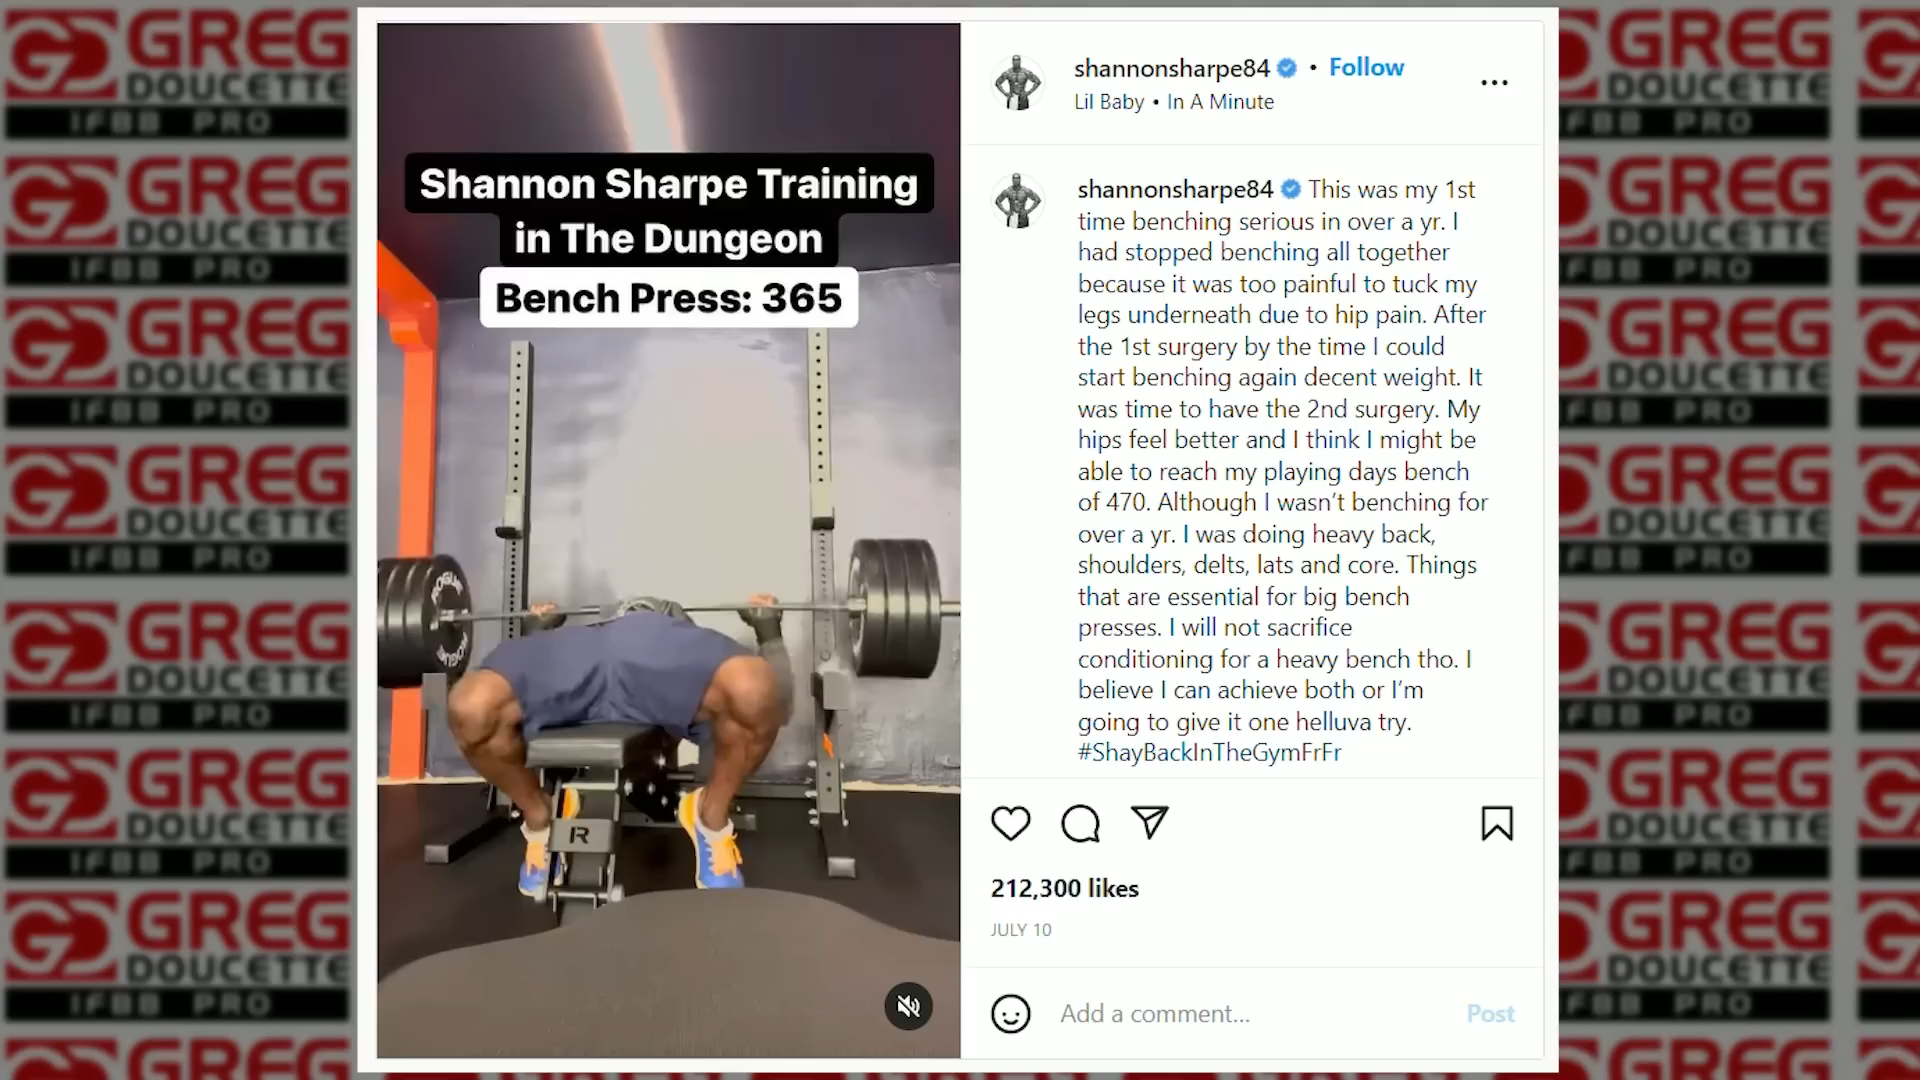 GREG
DOUCETTE
IFBB PRO
Shannon Sharpe Training
in The Dungeon
Bench Press: 365
ROGUE
ROGUE
R
shannonsharpe84 • Follow
Lil Baby • In A Minute
shannonsharpe84 This was my 1st
time benching serious in over a yr. I
had stopped benching all together
because it was too painful to tuck my
legs underneath due to hip pain. After
the 1st surgery by the time I could
start benching again decent weight. It
was time to have the 2nd surgery. My
hips feel better and I think I might be
able to reach my playing days bench
of 470. Although I wasn't benching for
over a yr. I was doing heavy back,
shoulders, delts, lats and core. Things
that are essential for big bench
presses. I will not sacrifice
conditioning for a heavy bench tho. I
believe I can achieve both or I'm
going to give it one helluva try.
#ShayBackInTheGymFrFr
212,300 likes
JULY 10
Add a comment...
Post